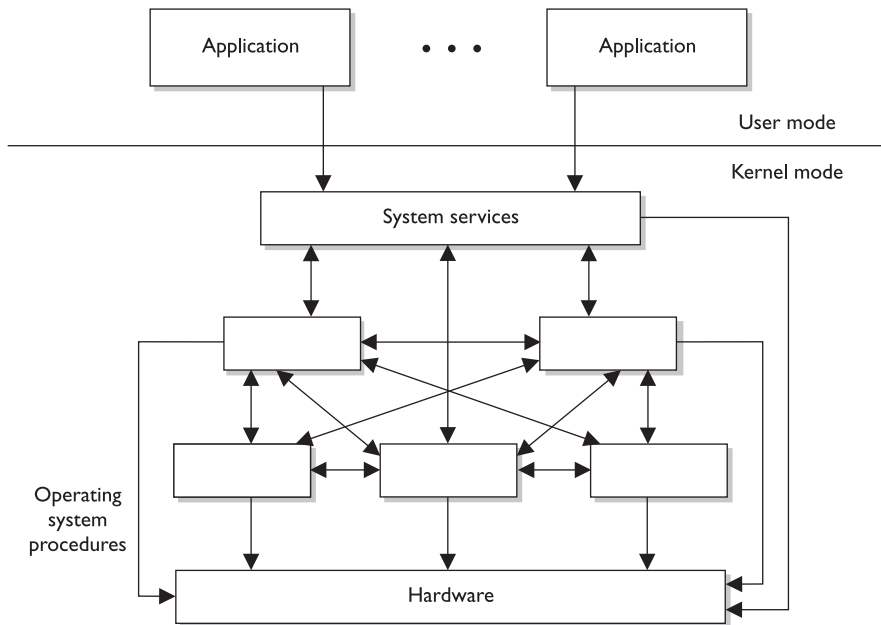 Application
• • •
Application
User mode
Kernel mode
System services
Operating
system
procedures
Hardware